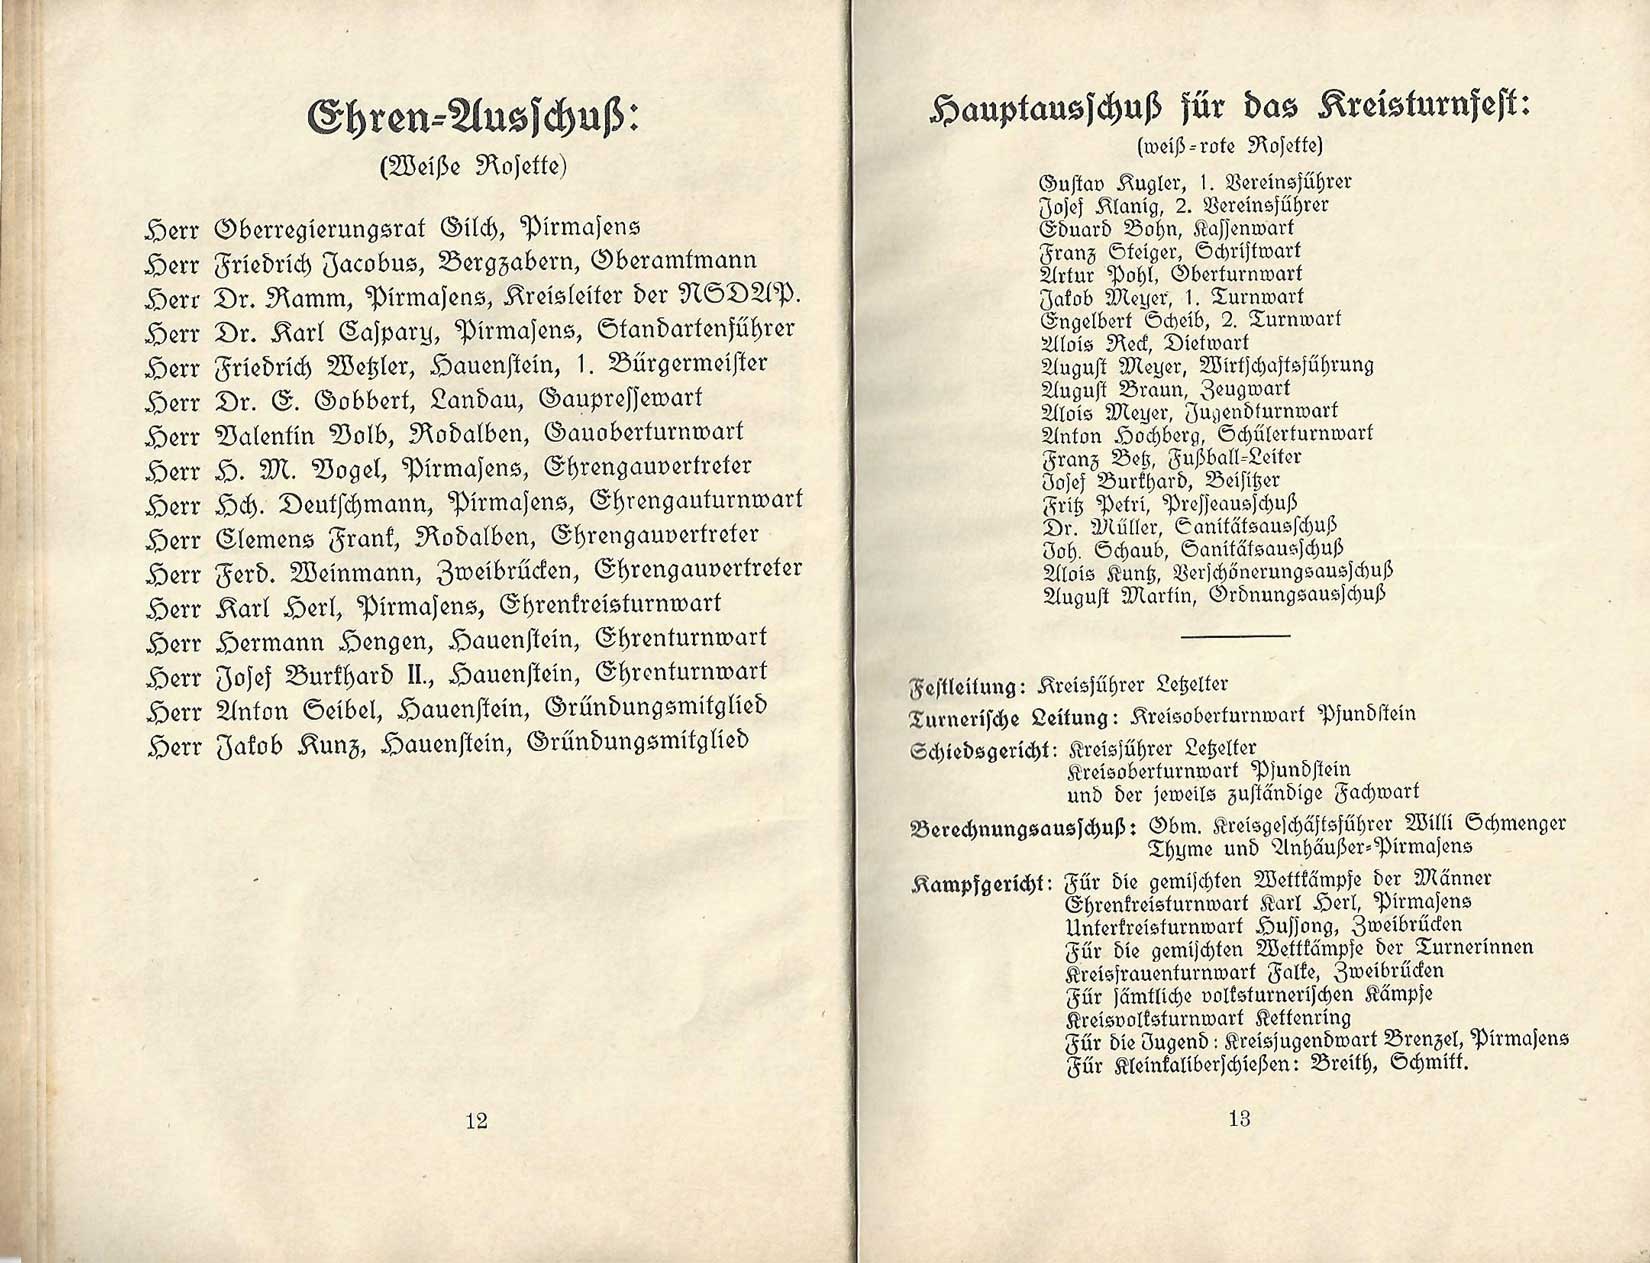 Ehren-Ausschuß:
(Weiße Rosette)
Herr Oberregierungsrat Gilch, Pirmasens
Herr Friedrich Jacobus, Bergzabern, Oberamtmann
Herr Dr. Ramm, Pirmasens, Kreisleiter der NSDAP.
Herr Dr. Karl Caspary, Pirmasens, Standartenführer
Herr Friedrich Wetzler, Hauenstein, 1. Bürgermeister
Herr Dr. E. Gobbert, Landau, Gaupressewart
Herr Valentin Volb, Rodalben, Gauoberturnwart
Herr H. M. Vogel, Pirmasens, Ehrengauvertreter
Herr Hch. Deutschmann, Pirmasens, Ehrengauturnwart
Herr Clemens Frank, Rodalben, Ehrengauvertreter
Herr Ferd. Weinmann, Zweibrücken, Ehrengauvertreter
Herr Karl Herl, Pirmasens, Ehrenkreisturnwart
Herr Hermann Hengen, Hauenstein, Ehrenturnwart
Herr Josef Burkhard II., Hauenstein, Ehrenturnwart
Herr Anton Seibel, Hauenstein, Gründungsmitglied
Herr Jakob Kunz, Hauenstein, Gründungsmitglied
12
Hauptausschuß für das Kreisturnfest:
(weiß-rote Rosette)
Gustav Kugler, 1. Vereinsführer
Josef Klanig, 2. Vereinsführer
Eduard Bohn, Kassenwart
Franz Steiger, Schriftwart
Artur Pohl, Oberturnwart
Jakob Meyer, 1. Turnwart
Engelbert Scheib, 2. Turnwart
Alois Reck, Dietwart
August Meyer, Wirtschaftsführung
August Braun, Zeugwart
Alois Meyer, Jugendturnwart
Anton Hochberg, Schülerturnwart
Franz Betz, Fußball-Leiter
Josef Burkhard, Beisitzer
Fritz Petri, Presseausschuß
Dr. Müller, Sanitätsausschuß
Joh. Schaub, Sanitätsausschuß
Alois Kuntz, Verschönerungsausschuß
August Martin, Ordnungsausschuß
Festleitung: Kreisführer Letzelter
Turnerische Leitung: Kreisoberturnwart Pfundstein
Schiedsgericht: Kreisführer Letzelter
Kreisoberturnwart Pfundstein
und der jeweils zuständige Fachwart
Berechnungsausschuß: Obm. Kreisgeschäftsführer Willi Schmenger
Thyme und Anhäußer-Pirmasens
Kampfgericht: Für die gemischten Wettkämpfe der Männer
Ehrenkreisturnwart Karl Herl, Pirmasens
Unterkreisturnwart Hussong, Zweibrücken
Für die gemischten Wettkämpfe der Turnerinnen
Kreisfrauenturnwart Falke, Zweibrücken
Für sämtliche volksturnerischen Kämpfe
Kreisvolksturnwart Kettenring
Für die Jugend: Kreisjugendwart Brenzel, Pirmasens
Für Kleinkaliberschießen: Breith, Schmitt.
13